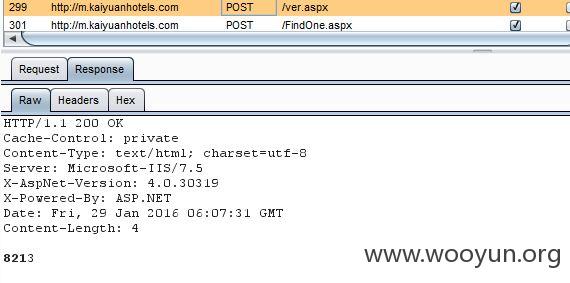 299 http://m.kaiyuanhotels.com POST /ver.aspx
301 http://m.kaiyuanhotels.com POST /FindOne.aspx
Request Response
Raw Headers Hex
HTTP/1.1 200 OK
Cache-Control: private
Content-Type: text/html; charset=utf-8
Server: Microsoft-IIS/7.5
X-AspNet-Version: 4.0.30319
X-Powered-By: ASP.NET
Date: Fri, 29 Jan 2016 06:07:31 GMT
Content-Length: 4
8213
www.wooyun.org